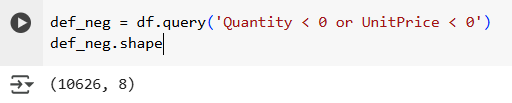 def_neg = df.query('Quantity < 0 or UnitPrice < 0')
def_neg.shape
(10626, 8)